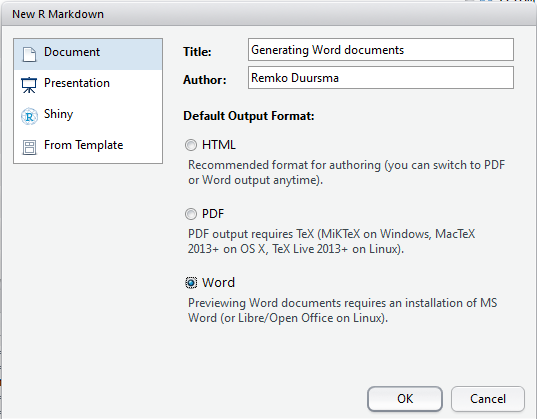 New R Markdown
Document
Presentation
Shiny
From Template
Title: Generating Word documents
Author: Remko Duursma
Default Output Format:
HTML
Recommended format for authoring (you can switch to PDF
or Word output anytime).
PDF
PDF output requires TeX (MiKTeX on Windows, MacTeX
2013+ on OS X, TeX Live 2013+ on Linux).
Word
Previewing Word documents requires an installation of MS
Word (or Libre/Open Office on Linux).
OK Cancel